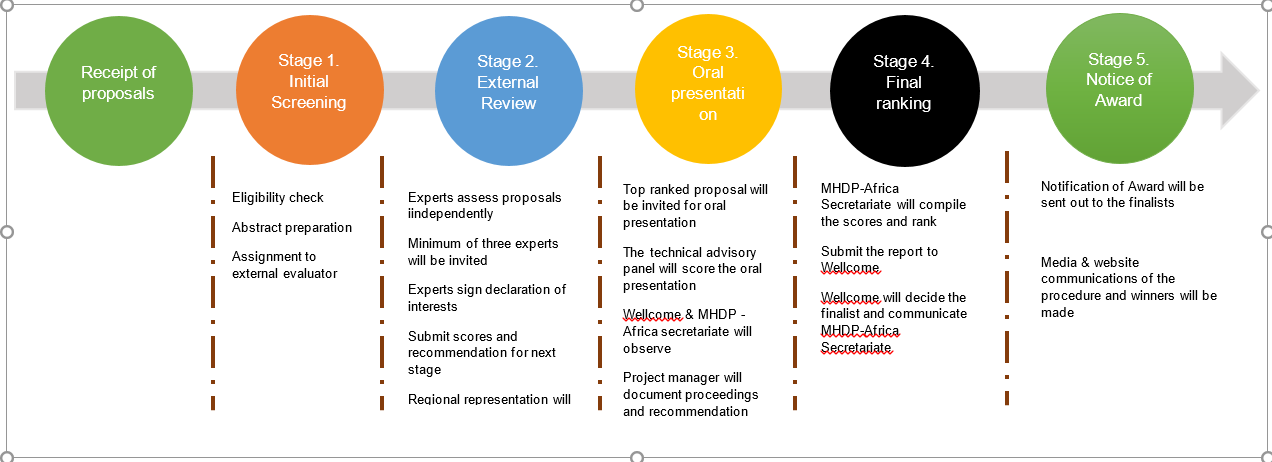 Receipt of
proposals
Stage 1.
Initial
Screening
Stage 2.
External
Review
Stage 3.
Oral
presentati
on
Stage 4.
Final
ranking
Stage 5.
Notice of
Award
Eligibility check
Abstract preparation
Assignment to
external evaluator
Experts assess proposals
iindependently
Minimum of three experts
will be invited
Experts sign declaration of
interests
Submit scores and
recommendation for next
stage
Regional representation will
Top ranked proposal will
be invited for oral
presentation
The technical advisory
panel will score the oral
presentation
Wellcome & MHDP -
Africa secretariate will
observe
Project manager will
document proceedings
and recommendation
MHDP-Africa
Secretariate will compile
the scores and rank
Submit the report to
Wellcome
Wellcome will decide the
finalist and communicate
MHDP-Africa
Secretariate.
Notification of Award will be
sent out to the finalists
Media & website
communications of the
procedure and winners will be
made